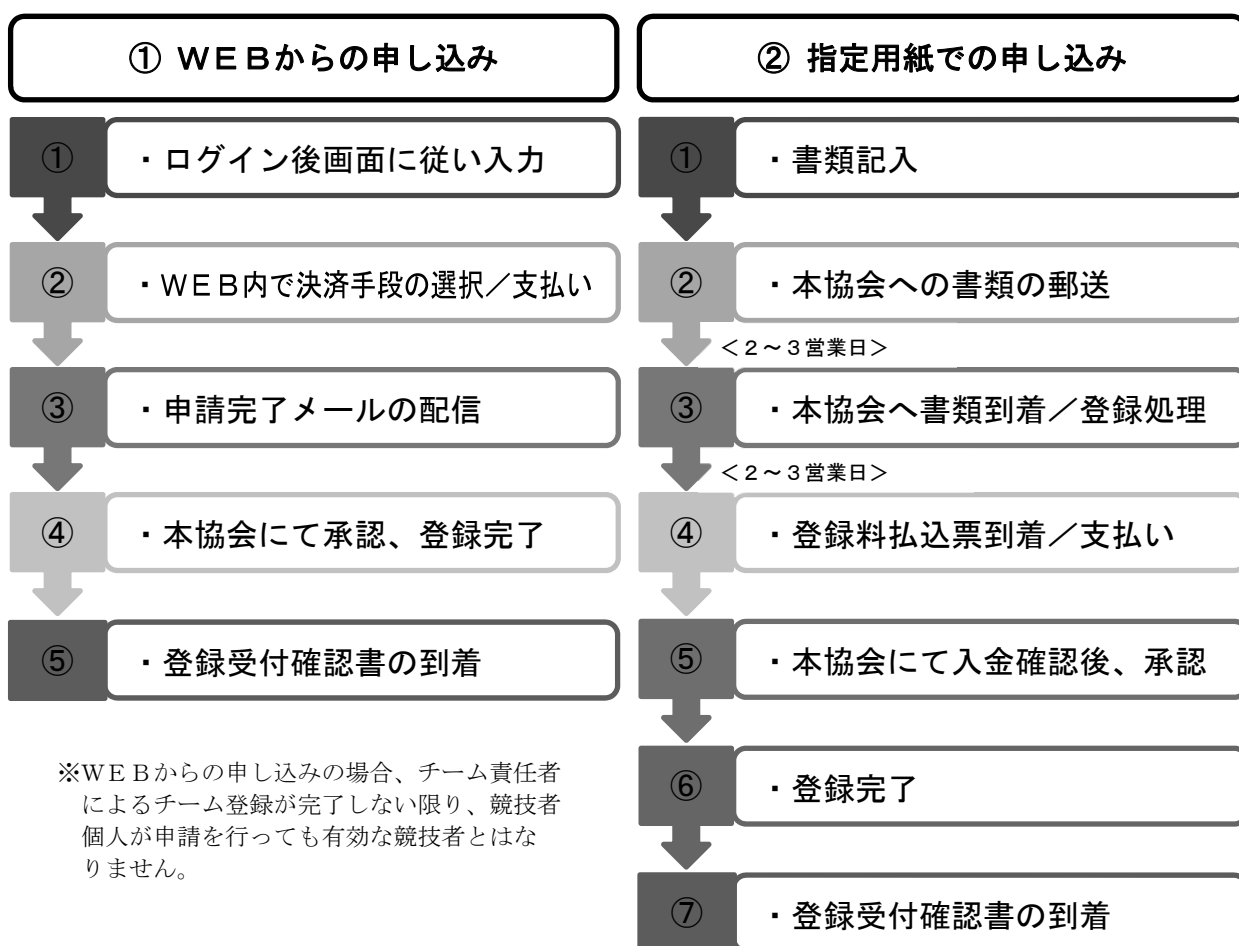 ① ＷＥＢからの申し込み
① ・ログイン後画面に従い入力
② ・ＷＥＢ内で決済手段の選択／支払い
③ ・申請完了メールの配信
④ ・本協会にて承認、登録完了
⑤ ・登録受付確認書の到着
※ＷＥＢからの申し込みの場合、チーム責任者
によるチーム登録が完了しない限り、競技者
個人が申請を行っても有効な競技者とはな
りません。
② 指定用紙での申し込み
① ・書類記入
② ・本協会への書類の郵送
＜２～３営業日＞
③ ・本協会へ書類到着／登録処理
＜２～３営業日＞
④ ・登録料払込票到着／支払い
⑤ ・本協会にて入金確認後、承認
⑥ ・登録完了
⑦ ・登録受付確認書の到着